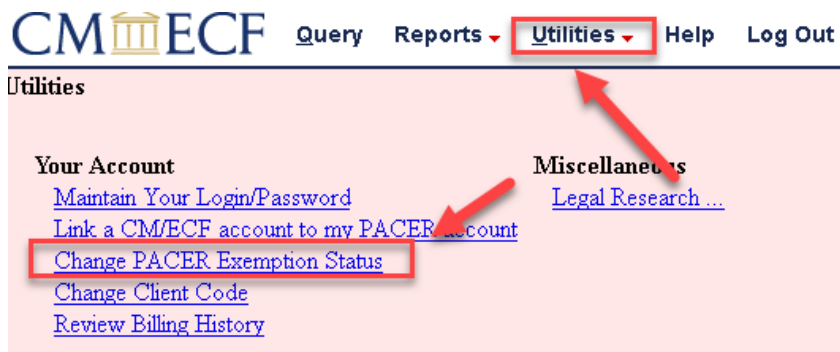 CM ECF Query Reports Utilities Help Log Out
Utilities
Your Account
Maintain Your Login/Password
Link a CM/ECF account to my PACER account
Change PACER Exemption Status
Change Client Code
Review Billing History
Miscellaneous
Legal Research ...